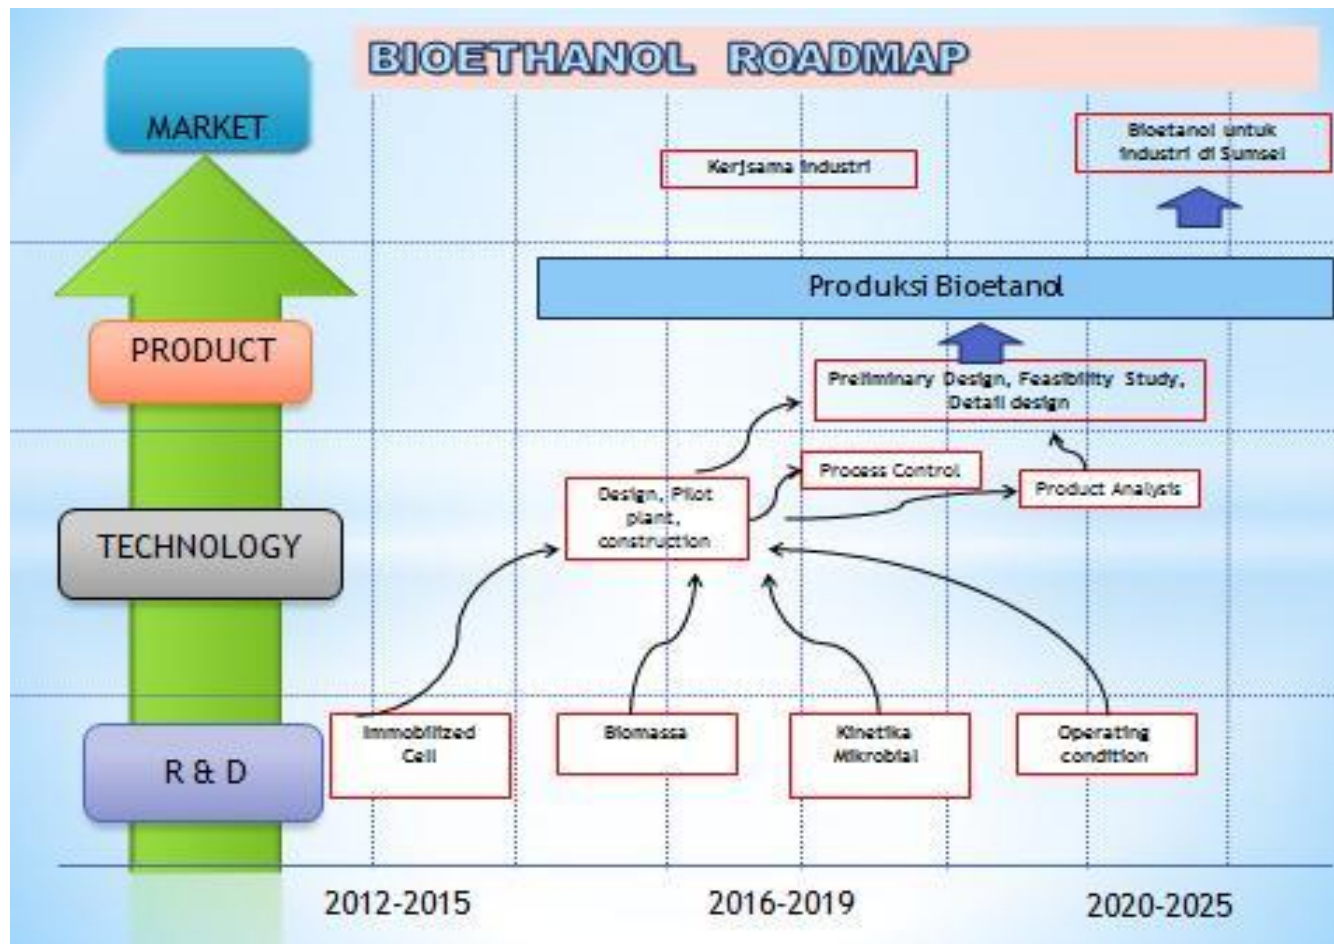 BIOETHANOL ROADMAP
MARKET
Bioetanol untuk
industri di Sumsel
Kerjsama industri
Produksi Bioetanol
PRODUCT
Preliminary Design, Feasibility Study,
Detail design
Process Control
Product Analysis
Design, Pilot
plant,
construction
TECHNOLOGY
R & D
Immobilized
Cell
Biomassa
Kinetika
Mikrobial
Operating
condition
2012-2015
2016-2019
2020-2025